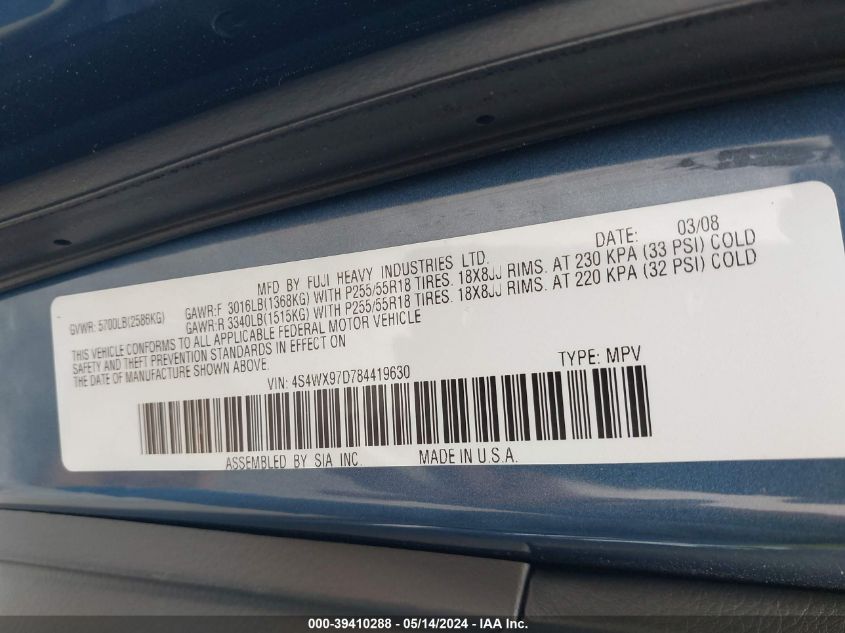 MFD BY FUJI HEAVY INDUSTRIES LTD. DATE: 03/08
GVWR: 5700LB(2586KG) GAWR:F 3016LB(1368KG) WITH P255/55R18 TIRES. 18X8JJ RIMS. AT 230 KPA (33 PSI) COLD
GAWR:R 3340LB(1515KG) WITH P255/55R18 TIRES. 18X8JJ RIMS. AT 220 KPA (32 PSI) COLD
THIS VEHICLE CONFORMS TO ALL APPLICABLE FEDERAL MOTOR VEHICLE
SAFETY AND THEFT PREVENTION STANDARDS IN EFFECT ON
THE DATE OF MANUFACTURE SHOWN ABOVE.
VIN: 4S4WX97D784419630 TYPE: MPV
ASSEMBLED BY SIA INC. MADE IN U.S.A.
000-39410288 - 05/14/2024 - IAAI.com